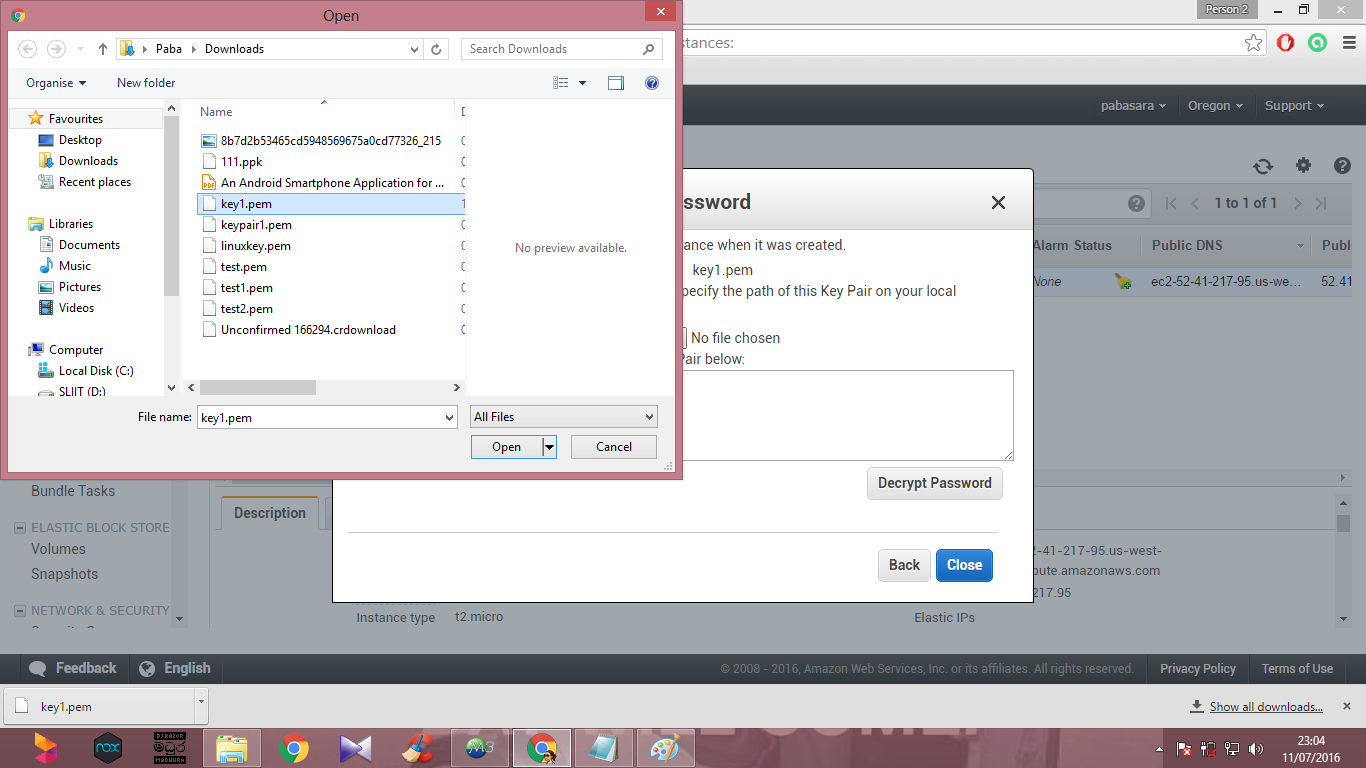 Open
Person 2
Paba
Downloads
Search Downloads
stances:
Organise
New folder
Name
Favourites
Desktop
Downloads
Recent places
Libraries
Documents
Music
Pictures
Videos
Computer
Local Disk (C:)
SLIIT (D:)
8b7d2b53465cd5948569675a0cd77326_215
111.ppk
An Android Smartphone Application for ...
key1.pem
keypair1.pem
linuxkey.pem
test.pem
test1.pem
test2.pem
Unconfirmed 166294.crdownload
No preview available.
File name:
key1.pem
All Files
Open
Cancel
pabasara
Oregon
Support
1 to 1 of 1
Alarm Status
Public DNS
Publ
None
ec2-52-41-217-95.us-we...
52.41
ssword
ance when it was created.
key1.pem
pecify the path of this Key Pair on your local
No file chosen
Pair below:
Decrypt Password
Back
Close
Bundle Tasks
ELASTIC BLOCK STORE
Volumes
Snapshots
NETWORK & SECURITY
Description
2-41-217-95.us-west-
pute.amazonaws.com
217.95
Instance type
t2.micro
Elastic IPs
Feedback
English
© 2008 - 2016, Amazon Web Services, Inc. or its affiliates. All rights reserved.
Privacy Policy
Terms of Use
key1.pem
Show all downloads...
nox
DJ RAZOR
MADHURA
M3
23:04
11/07/2016